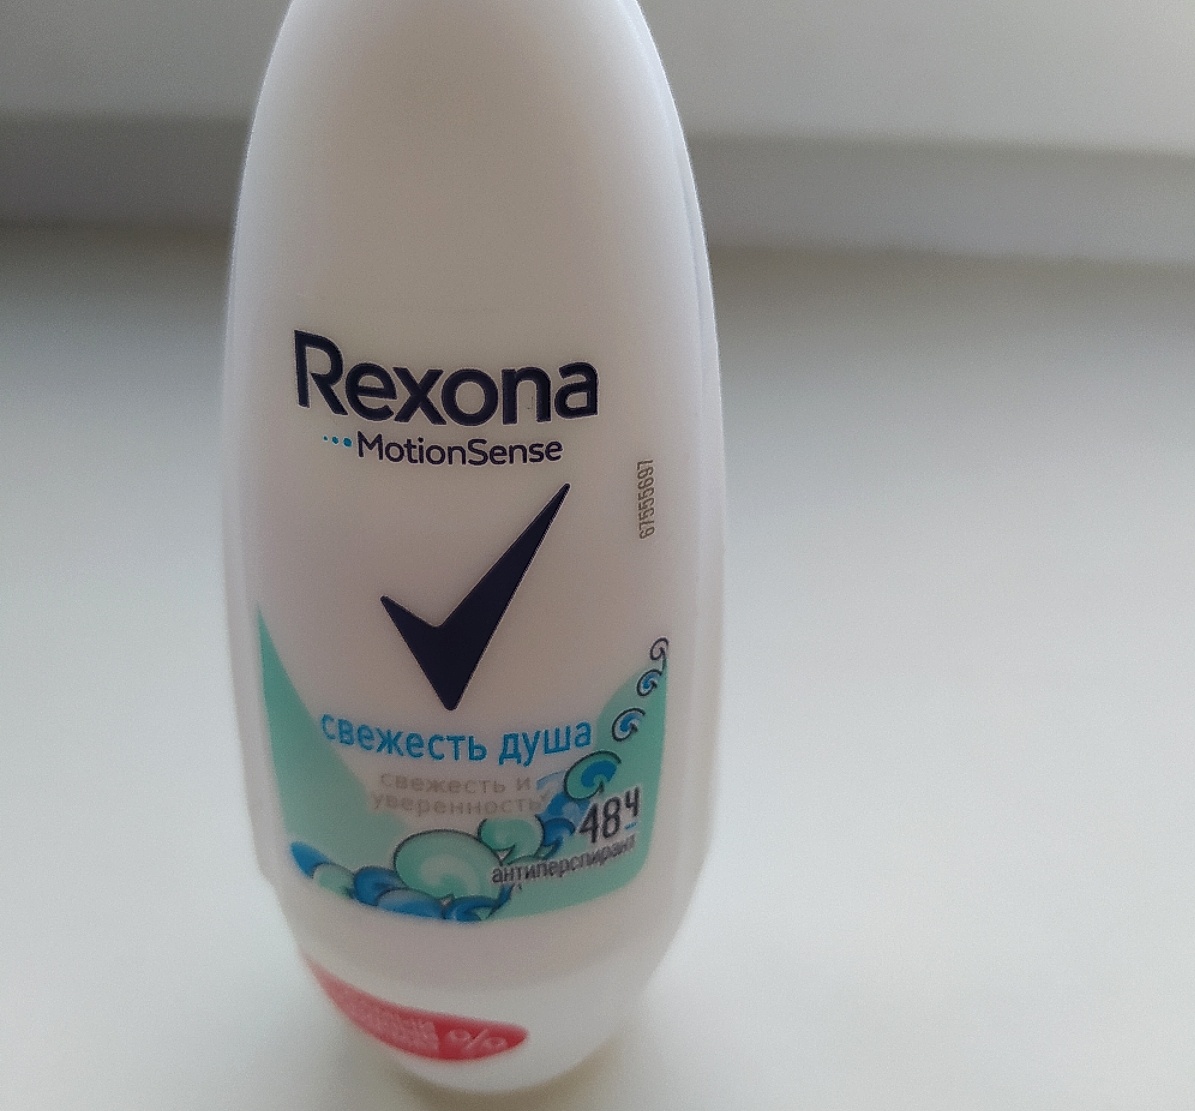 Rexona
MotionSense
67555697
свежесть душа
свежесть и
уверенность
48ч
антиперспирант
%